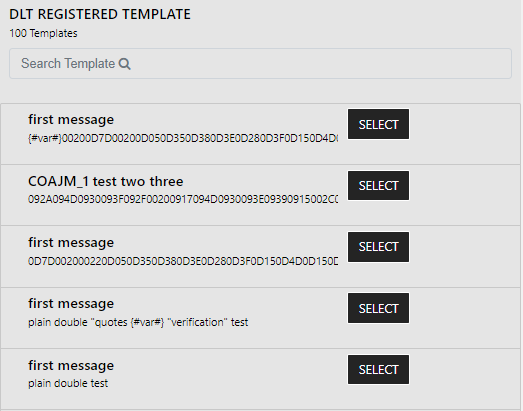 DLT REGISTERED TEMPLATE
100 Templates
Search Template
first message
SELECT
{#var#}00200D7D00200D050D350D380D3E0D280D3F0D150D4D0
COAJM_1 test two three
SELECT
092A094D0930093F092F00200917094D0930093E09390915002C0
first message
SELECT
0D7D002000220D050D350D380D3E0D280D3F0D150D4D0D150D
first message
SELECT
plain double "quotes {#var#} "verification" test
first message
SELECT
plain double test